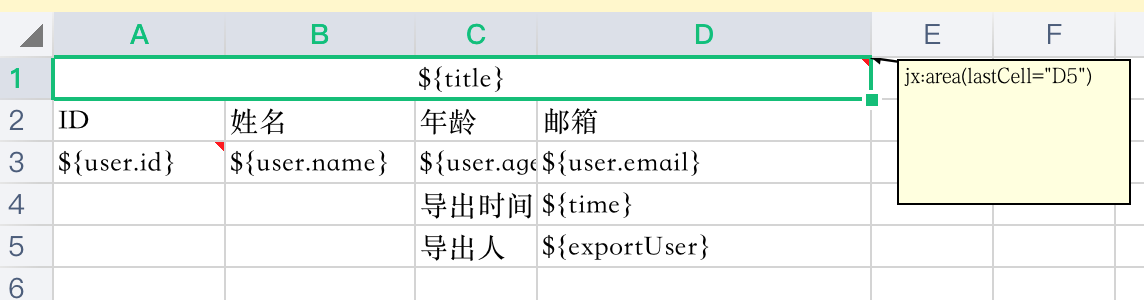 A B C D E F
1 ${title} jx:area(lastCell="D5")
2 ID 姓名 年龄 邮箱
3 ${user.id} ${user.name} ${user.age ${user.email}
4 导出时间 ${time}
5 导出人 ${exportUser}
6